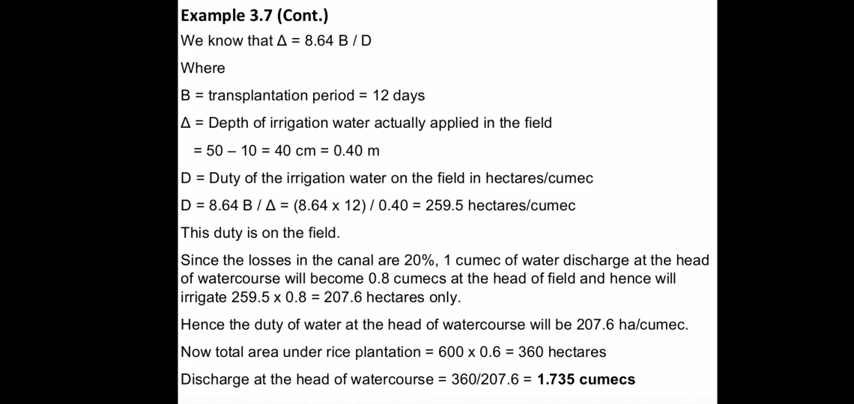 Example 3.7 (Cont.)
We know that Δ = 8.64 B / D
Where
B = transplantation period = 12 days
Δ = Depth of irrigation water actually applied in the field
= 50 – 10 = 40 cm = 0.40 m
D = Duty of the irrigation water on the field in hectares/cumec
D = 8.64 B / Δ = (8.64 x 12) / 0.40 = 259.5 hectares/cumec
This duty is on the field.
Since the losses in the canal are 20%, 1 cumec of water discharge at the head
of watercourse will become 0.8 cumecs at the head of field and hence will
irrigate 259.5 x 0.8 = 207.6 hectares only.
Hence the duty of water at the head of watercourse will be 207.6 ha/cumec.
Now total area under rice plantation = 600 x 0.6 = 360 hectares
Discharge at the head of watercourse = 360/207.6 = 1.735 cumecs